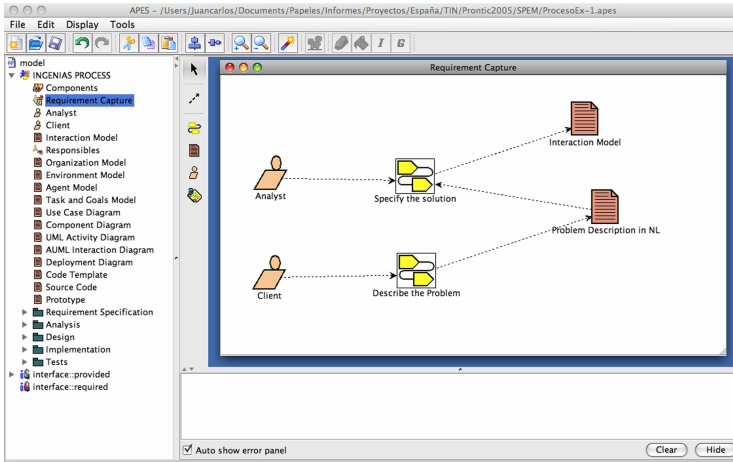 APES – /Users/Juancarlos/Documents/Papeles/Informes/Proyectos/España/TIN/Prontic2005/SPEM/ProcesoEx-1.apes
File Edit Display Tools
I G
model
INGENIAS PROCESS
Components
Requirement Capture
Analyst
Client
Interaction Model
Responsibles
Organization Model
Environment Model
Agent Model
Task and Goals Model
Use Case Diagram
Component Diagram
UML Activity Diagram
AUML Interaction Diagram
Deployment Diagram
Code Template
Source Code
Prototype
Requirement Specification
Analysis
Design
Implementation
Tests
interface::provided
interface::required
Requirement Capture
Interaction Model
Analyst
Specify the solution
Problem Description in NL
Client
Describe the Problem
Auto show error panel
Clear
Hide